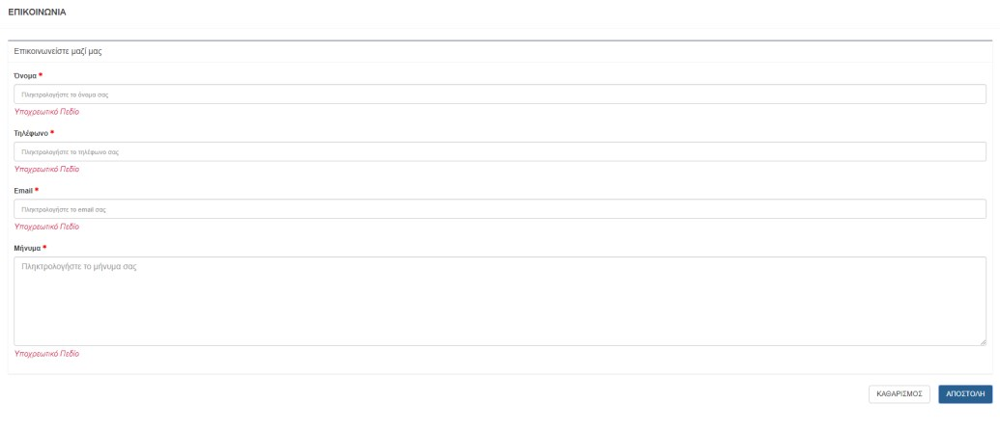 ΕΠΙΚΟΙΝΩΝΙΑ
Επικοινωνείστε μαζί μας
Όνομα *
Πληκτρολογήστε το όνομα σας
Υποχρεωτικό Πεδίο
Τηλέφωνο *
Πληκτρολογήστε το τηλέφωνο σας
Υποχρεωτικό Πεδίο
Email *
Πληκτρολογήστε το email σας
Υποχρεωτικό Πεδίο
Μήνυμα *
Πληκτρολογήστε το μήνυμα σας
Υποχρεωτικό Πεδίο
ΚΑΘΑΡΙΣΜΟΣ ΑΠΟΣΤΟΛΗ